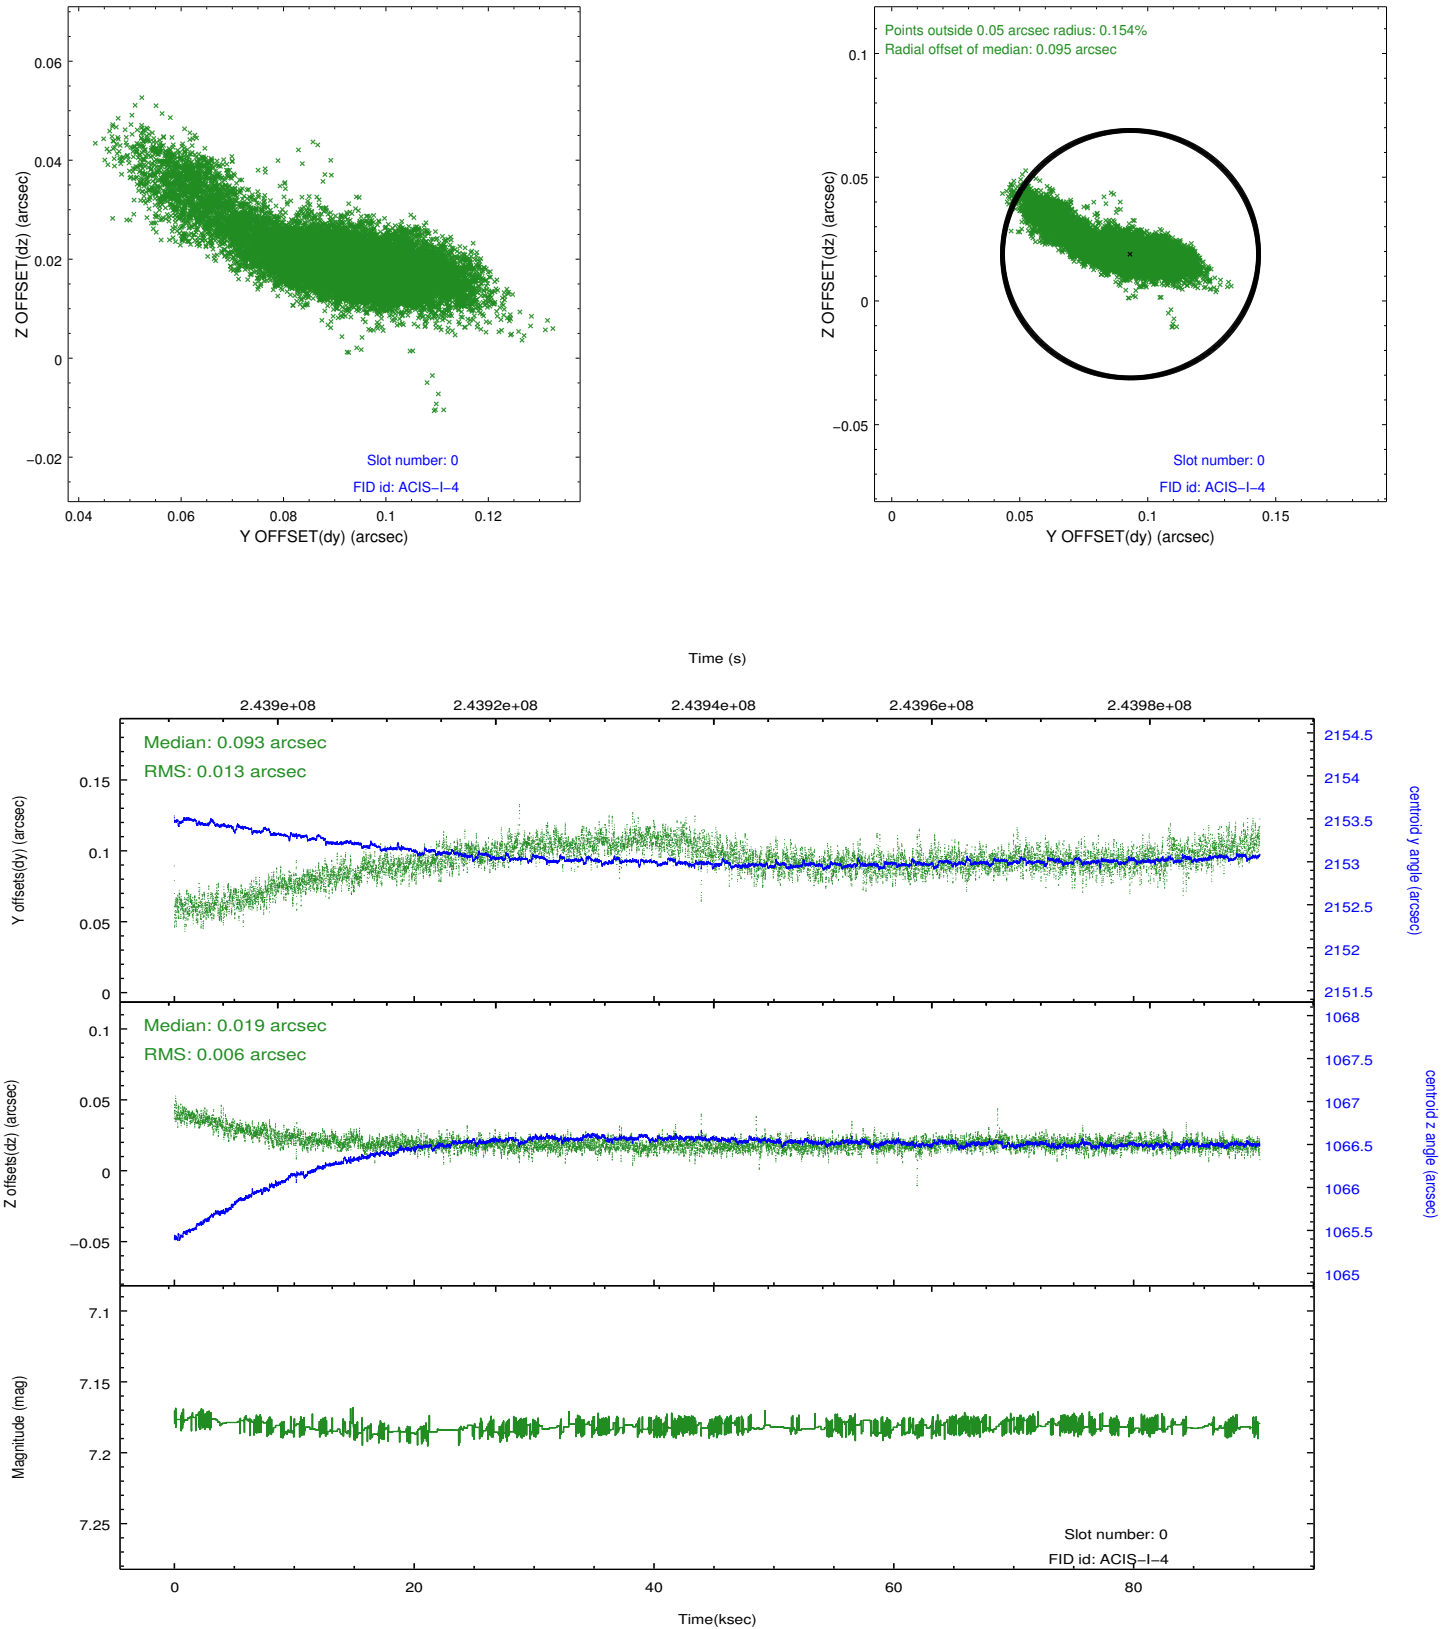 0.06
0.04
0.02
0
−0.02
Z OFFSET(dz) (arcsec)
Slot number: 0
FID id: ACIS−I−4
0.04 0.06 0.08 0.1 0.12
Y OFFSET(dy) (arcsec)
Points outside 0.05 arcsec radius: 0.154%
Radial offset of median: 0.095 arcsec
0.1
0.05
0
−0.05
Z OFFSET(dz) (arcsec)
Slot number: 0
FID id: ACIS−I−4
0 0.05 0.1 0.15
Y OFFSET(dy) (arcsec)
Time (s)
2.439e+08 2.4392e+08 2.4394e+08 2.4396e+08 2.4398e+08
Median: 0.093 arcsec
RMS: 0.013 arcsec
0.15
0.1
0.05
0
Y offsets(dy) (arcsec)
2154.5
2154
2153.5
2153
2152.5
2152
2151.5
centroid y angle (arcsec)
Median: 0.019 arcsec
RMS: 0.006 arcsec
0.1
0.05
0
−0.05
Z offsets(dz) (arcsec)
1068
1067.5
1067
1066.5
1066
1065.5
1065
centroid z angle (arcsec)
7.1
7.15
7.2
7.25
Magnitude (mag)
Slot number: 0
FID id: ACIS−I−4
0 20 40 60 80
Time(ksec)